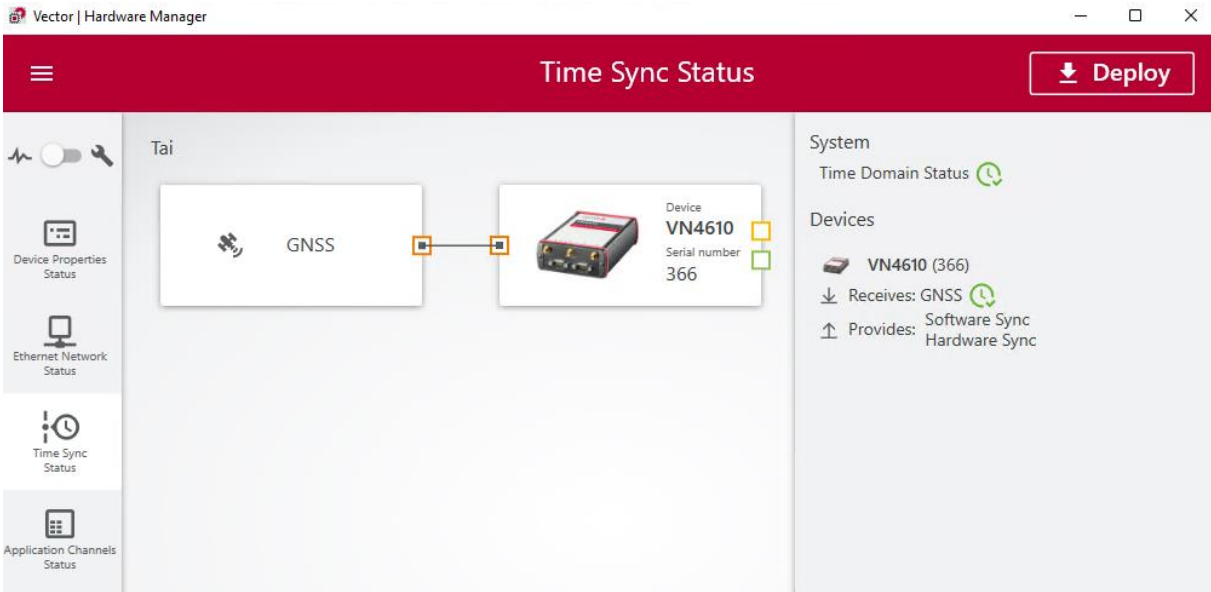 Vector | Hardware Manager
Time Sync Status
Deploy
Device Properties
Status
Ethernet Network
Status
Time Sync
Status
Application Channels
Status
Tai
GNSS
Device
VN4610
Serial number
366
System
Time Domain Status
Devices
VN4610 (366)
Receives: GNSS
Provides: Software Sync
Hardware Sync